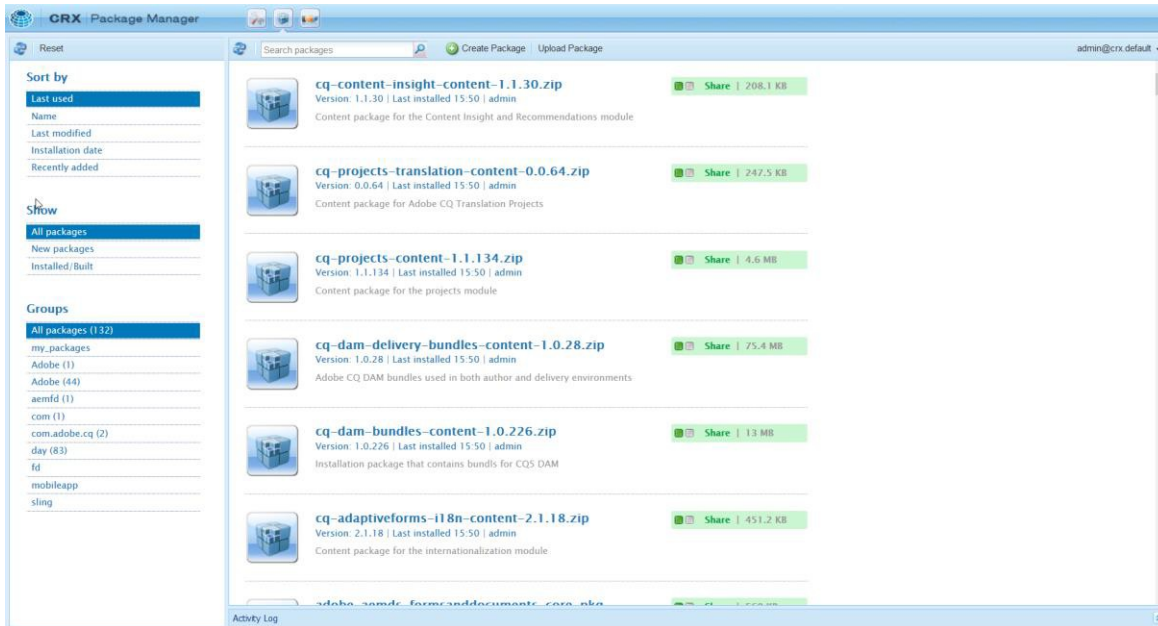 CRX Package Manager
Reset
Search packages
Create Package
Upload Package
admin@crx.default
Sort by
Last used
Name
Last modified
Installation date
Recently added
Show
All packages
New packages
Installed/Built
Groups
All packages (132)
my_packages
Adobe (1)
Adobe (44)
aemfd (1)
com (1)
com.adobe.cq (2)
day (83)
fd
mobileapp
sling
cq-content-insight-content-1.1.30.zip
Share | 208.1 KB
Version: 1.1.30 | Last installed 15:50 | admin
Content package for the Content Insight and Recommendations module
cq-projects-translation-content-0.0.64.zip
Share | 247.5 KB
Version: 0.0.64 | Last installed 15:50 | admin
Content package for Adobe CQ Translation Projects
cq-projects-content-1.1.134.zip
Share | 4.6 MB
Version: 1.1.134 | Last installed 15:50 | admin
Content package for the projects module
cq-dam-delivery-bundles-content-1.0.28.zip
Share | 75.4 MB
Version: 1.0.28 | Last installed 15:50 | admin
Adobe CQ DAM bundles used in both author and delivery environments
cq-dam-bundles-content-1.0.226.zip
Share | 13 MB
Version: 1.0.226 | Last installed 15:50 | admin
Installation package that contains bundls for CQ5 DAM
cq-adaptiveforms-i18n-content-2.1.18.zip
Share | 451.2 KB
Version: 2.1.18 | Last installed 15:50 | admin
Content package for the internationalization module
adobe-aemds-formsanddocuments-core-pkg
Activity Log